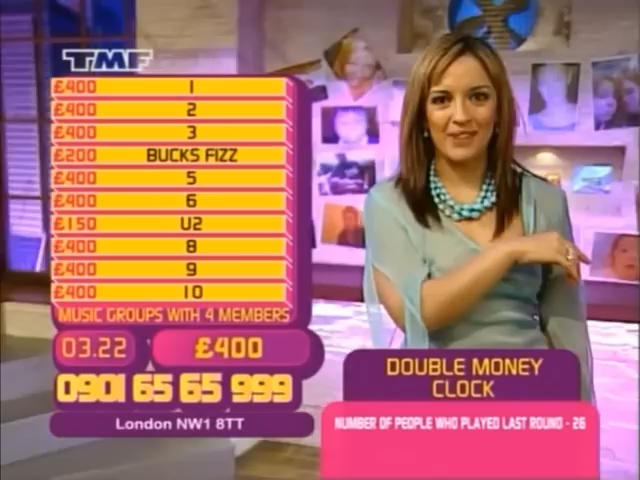 TMF
£400 1
£400 2
£400 3
£200 BUCKS FIZZ
£400 5
£400 6
£150 U2
£400 8
£400 9
£400 10
MUSIC GROUPS WITH 4 MEMBERS
03.22 £400
0901 65 65 999
London NW1 8TT
DOUBLE MONEY
CLOCK
NUMBER OF PEOPLE WHO PLAYED LAST ROUND - 26